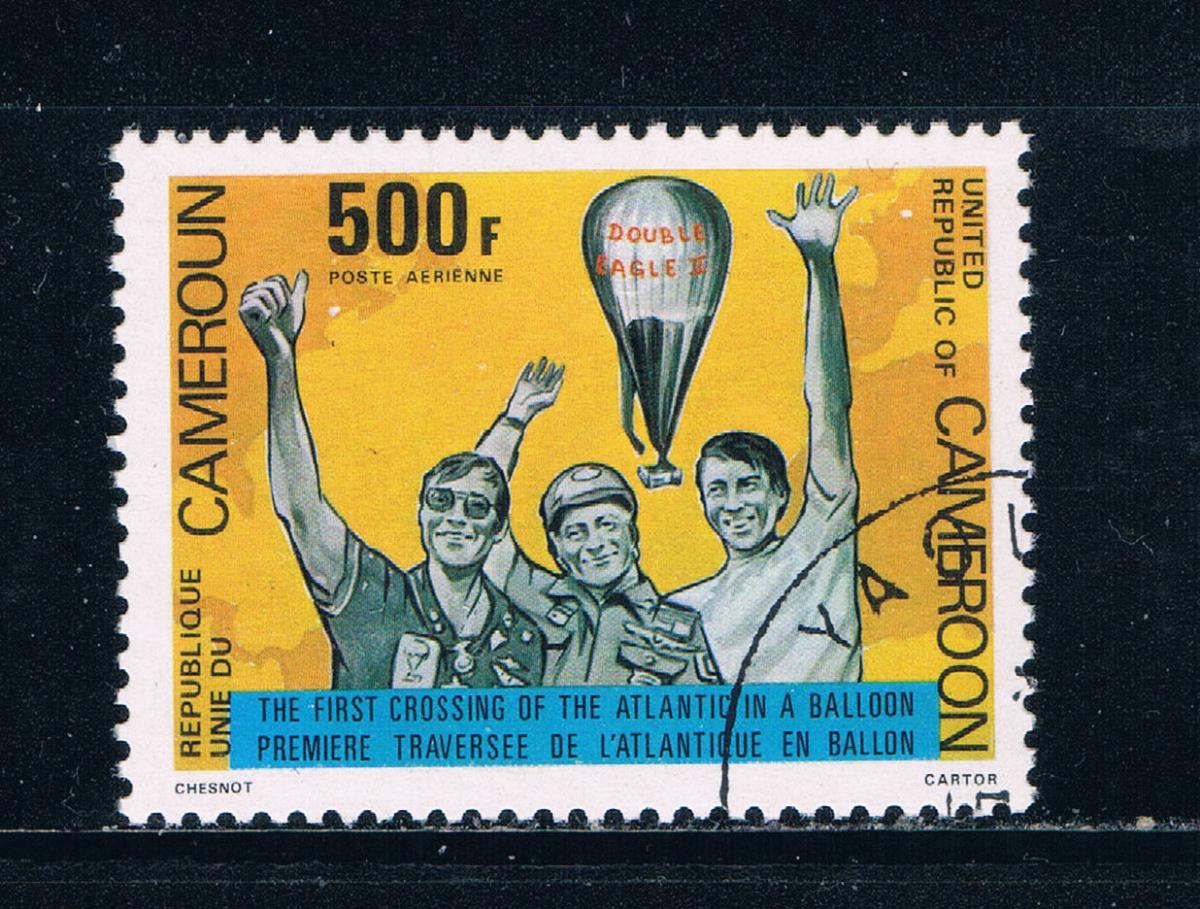 500F
POSTE AERIENNE
DOUBLE
EAGLE II
REPUBLIQUE
UNIE DU CAMEROUN
UNITED
REPUBLIC OF CAMEROON
THE FIRST CROSSING OF THE ATLANTIC IN A BALLOON
PREMIERE TRAVERSEE DE L'ATLANTIQUE EN BALLON
CHESNOT
CARTOR